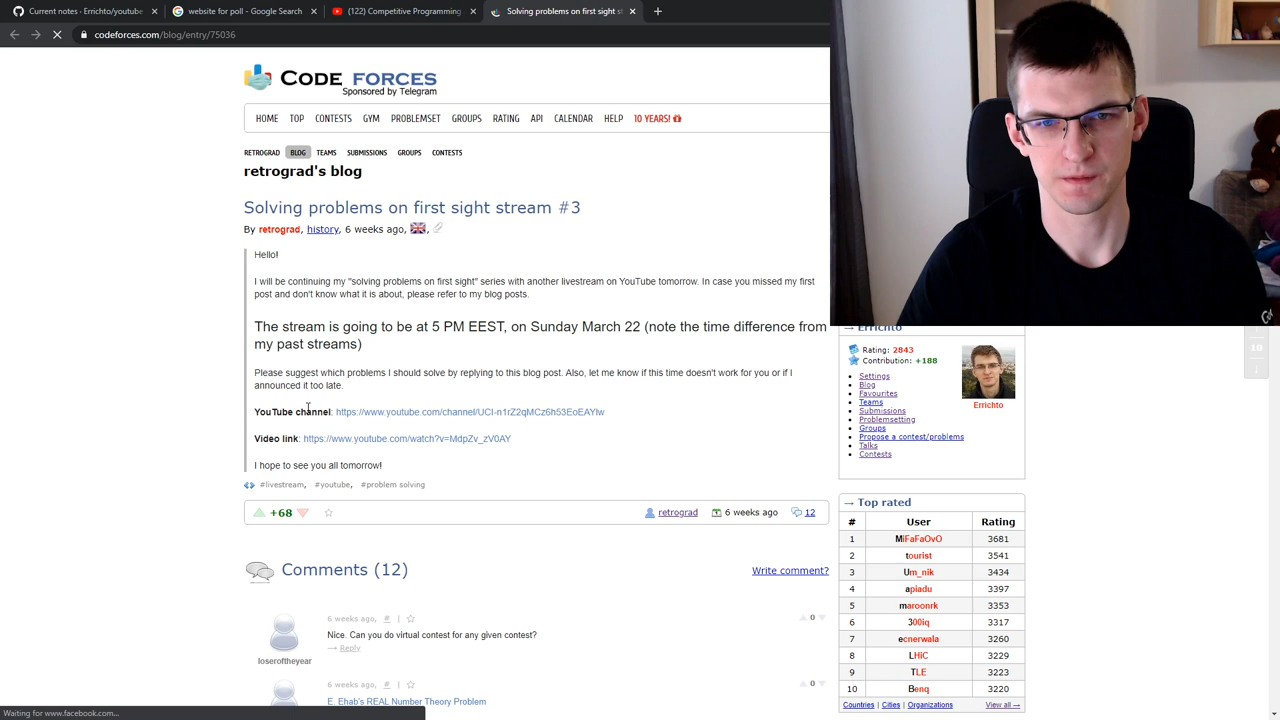 Current notes · Errichto/youtube
website for poll - Google Search
(122) Competitive Programming
Solving problems on first sight st
codeforces.com/blog/entry/75036
CODE FORCES
Sponsored by Telegram
HOME TOP CONTESTS GYM PROBLEMSET GROUPS RATING API CALENDAR HELP 10 YEARS!
RETROGRAD BLOG TEAMS SUBMISSIONS GROUPS CONTESTS
retrograd's blog
Solving problems on first sight stream #3
By retrograd, history, 6 weeks ago,
Hello!
I will be continuing my "solving problems on first sight" series with another livestream on YouTube tomorrow. In case you missed my first
post and don't know what it is about, please refer to my blog posts.
The stream is going to be at 5 PM EEST, on Sunday March 22 (note the time difference from
my past streams)
Please suggest which problems I should solve by replying to this blog post. Also, let me know if this time doesn't work for you or if I
announced it too late.
YouTube channel: https://www.youtube.com/channel/UCI-n1rZ2qMCz6h53EoEAYIw
Video link: https://www.youtube.com/watch?v=MdpZv_zV0AY
I hope to see you all tomorrow!
#livestream, #youtube, #problem solving
+68
retrograd 6 weeks ago 12
Comments (12)
Write comment?
6 weeks ago, # |
0
Nice. Can you do virtual contest for any given contest?
→ Reply
loseroftheyear
6 weeks ago, # |
0
E. Ehab's REAL Number Theory Problem
→ Errichto
Rating: 2843
Contribution: +188
Settings
Blog
Favourites
Teams
Submissions
Problemsetting
Groups
Propose a contest/problems
Talks
Contests
Errichto
10
→ Top rated
# User Rating
1 MiFaFaOvO 3681
2 tourist 3541
3 Um_nik 3434
4 apiadu 3397
5 maroonrk 3353
6 300iq 3317
7 ecnerwala 3260
8 LHiC 3229
9 TLE 3223
10 Benq 3220
Countries | Cities | Organizations View all →
Waiting for www.facebook.com...